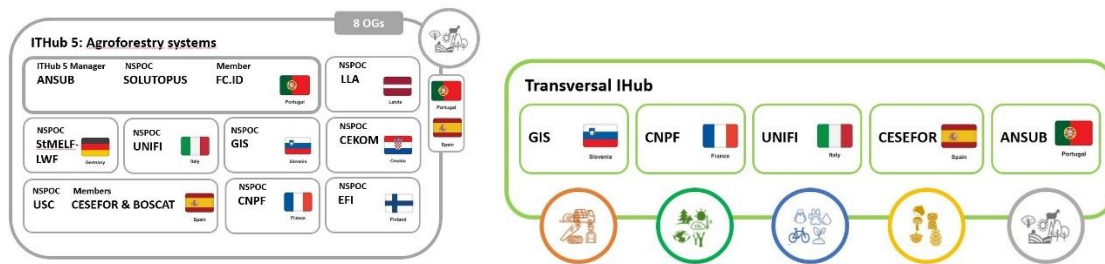 8 OGs
ITHub 5: Agroforestry systems
ITHub 5 Manager NSPOC Member
ANSUB SOLUTOPUS FC.ID
Portugal
NSPOC
LLA
Latvia
Portugal
Spain
NSPOC
StMELF-
LWF
Germany
NSPOC
UNIFI
Italy
NSPOC
GIS
Slovenia
NSPOC
CEKOM
Croatia
NSPOC Members
USC CESEFOR & BOSCAT
Spain
NSPOC
CNPF
France
NSPOC
EFI
Finland
Transversal IHub
GIS
Slovenia
CNPF
France
UNIFI
Italy
CESEFOR
Spain
ANSUB
Portugal